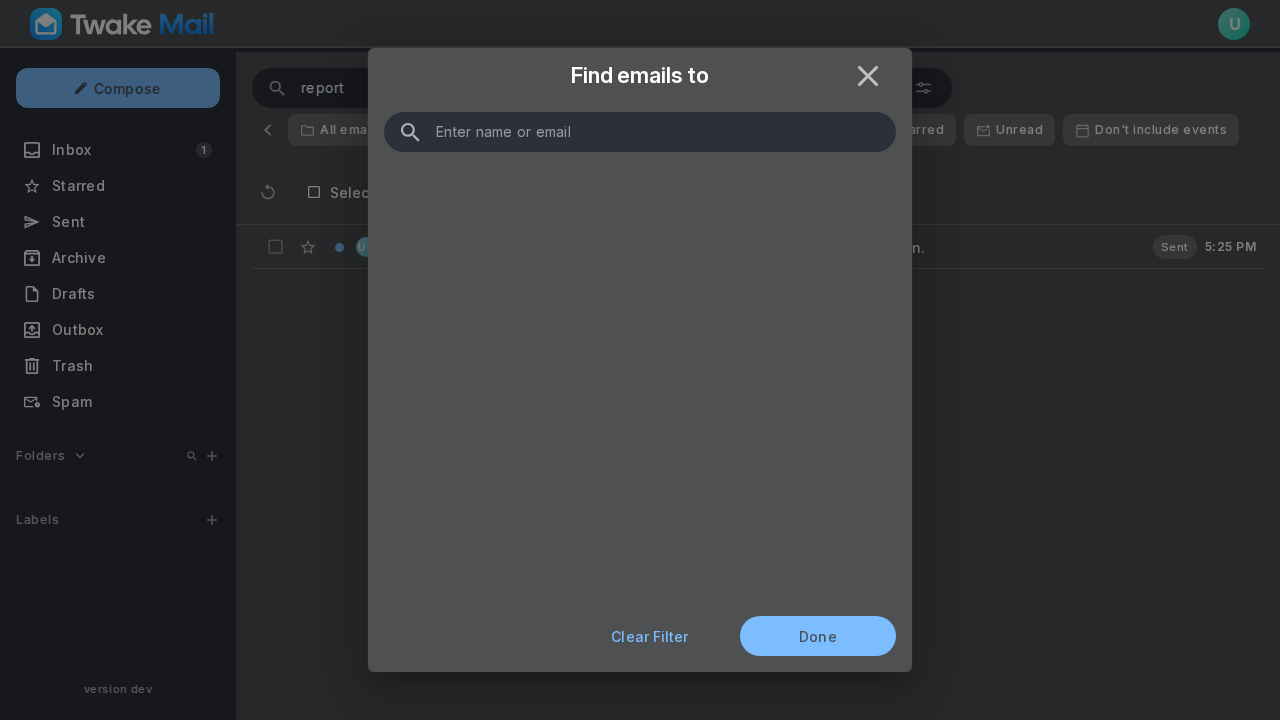 Twake Mail
U
Compose
Inbox
1
Starred
Sent
Archive
Drafts
Outbox
Trash
Spam
Folders
Labels
version dev
report
All ema
arred
Unread
Don't include events
Selec
U
n.
Sent
5:25 PM
Find emails to
Enter name or email
Clear Filter
Done